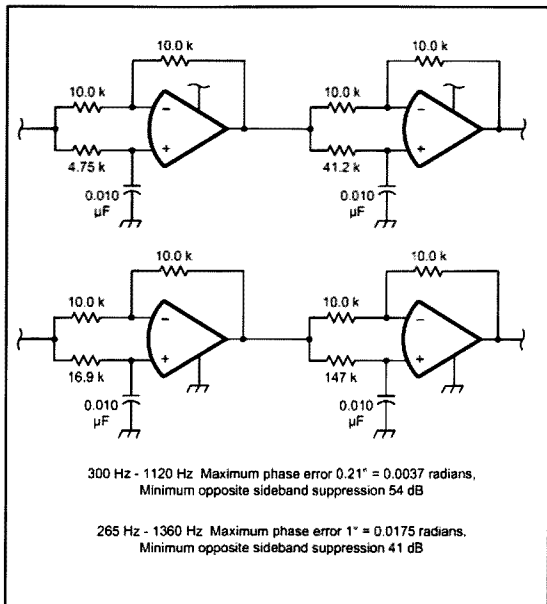 10.0 k
10.0 k
10.0 k
10.0 k
−
−
+
+
4.75 k
41.2 k
0.010
µF
0.010
µF
10.0 k
10.0 k
10.0 k
10.0 k
−
−
+
+
16.9 k
147 k
0.010
µF
0.010
µF
300 Hz - 1120 Hz Maximum phase error 0.21° = 0.0037 radians,
Minimum opposite sideband suppression 54 dB
265 Hz - 1360 Hz Maximum phase error 1° = 0.0175 radians,
Minimum opposite sideband suppression 41 dB